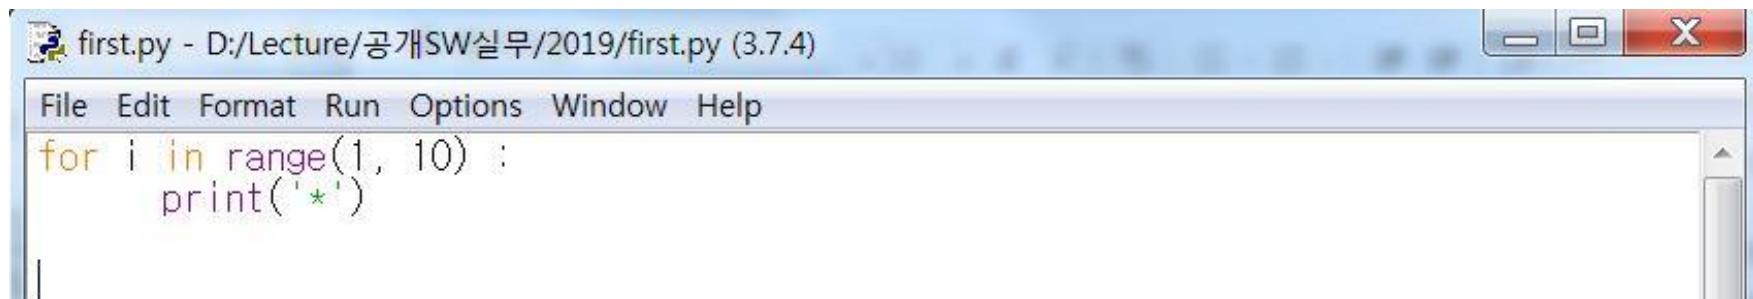 first.py - D:/Lecture/공개SW실무/2019/first.py (3.7.4)
File Edit Format Run Options Window Help
for i in range(1, 10) :
print('*')